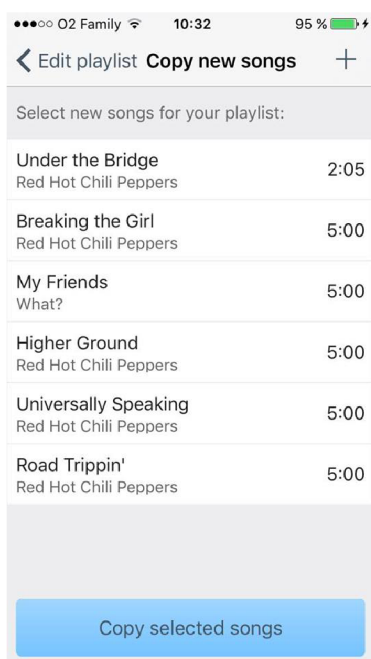 O2 Family 10:32 95 %
Edit playlist Copy new songs +
Select new songs for your playlist:
Under the Bridge
Red Hot Chili Peppers
2:05
Breaking the Girl
Red Hot Chili Peppers
5:00
My Friends
What?
5:00
Higher Ground
Red Hot Chili Peppers
5:00
Universally Speaking
Red Hot Chili Peppers
5:00
Road Trippin'
Red Hot Chili Peppers
5:00
Copy selected songs